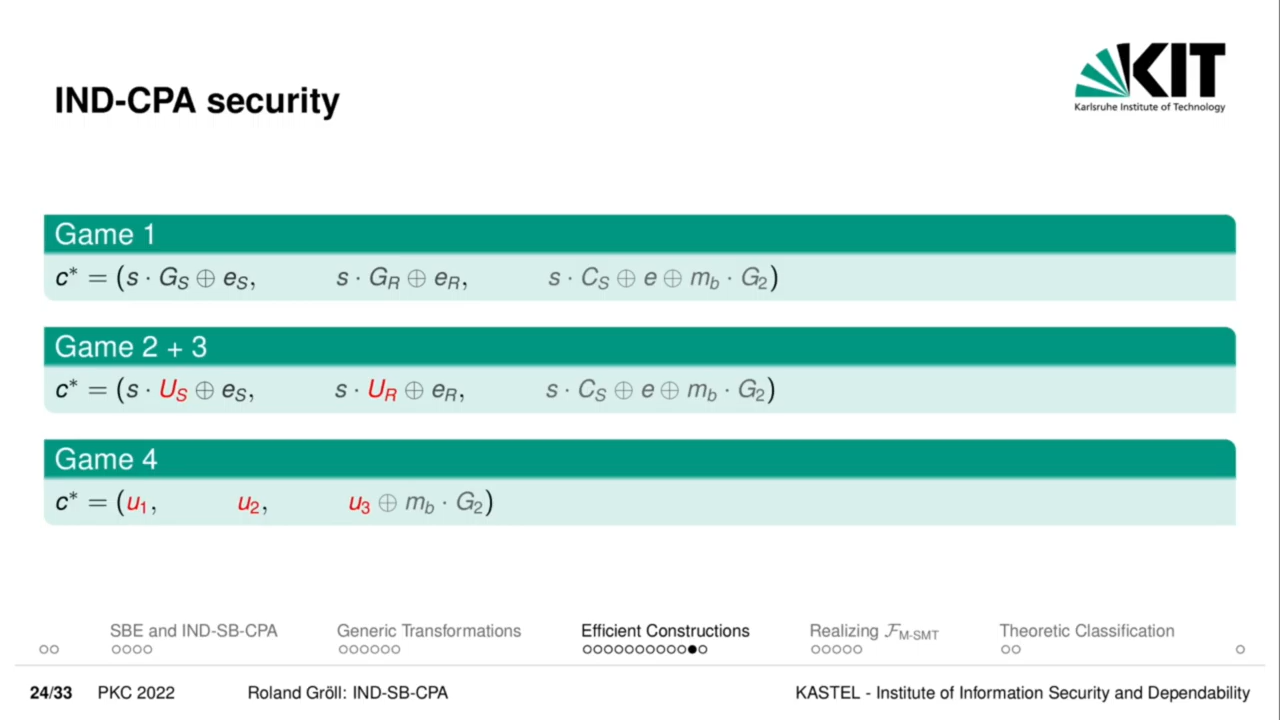 KIT
Karlsruhe Institute of Technology
IND-CPA security
Game 1
c* = (s · G_S ⊕ e_S, s · G_R ⊕ e_R, s · C_S ⊕ e ⊕ m_b · G_2)
Game 2 + 3
c* = (s · U_S ⊕ e_S, s · U_R ⊕ e_R, s · C_S ⊕ e ⊕ m_b · G_2)
Game 4
c* = (u_1, u_2, u_3 ⊕ m_b · G_2)
SBE and IND-SB-CPA Generic Transformations Efficient Constructions Realizing ℱ_M-SMT Theoretic Classification
24/33 PKC 2022 Roland Gröll: IND-SB-CPA KASTEL - Institute of Information Security and Dependability